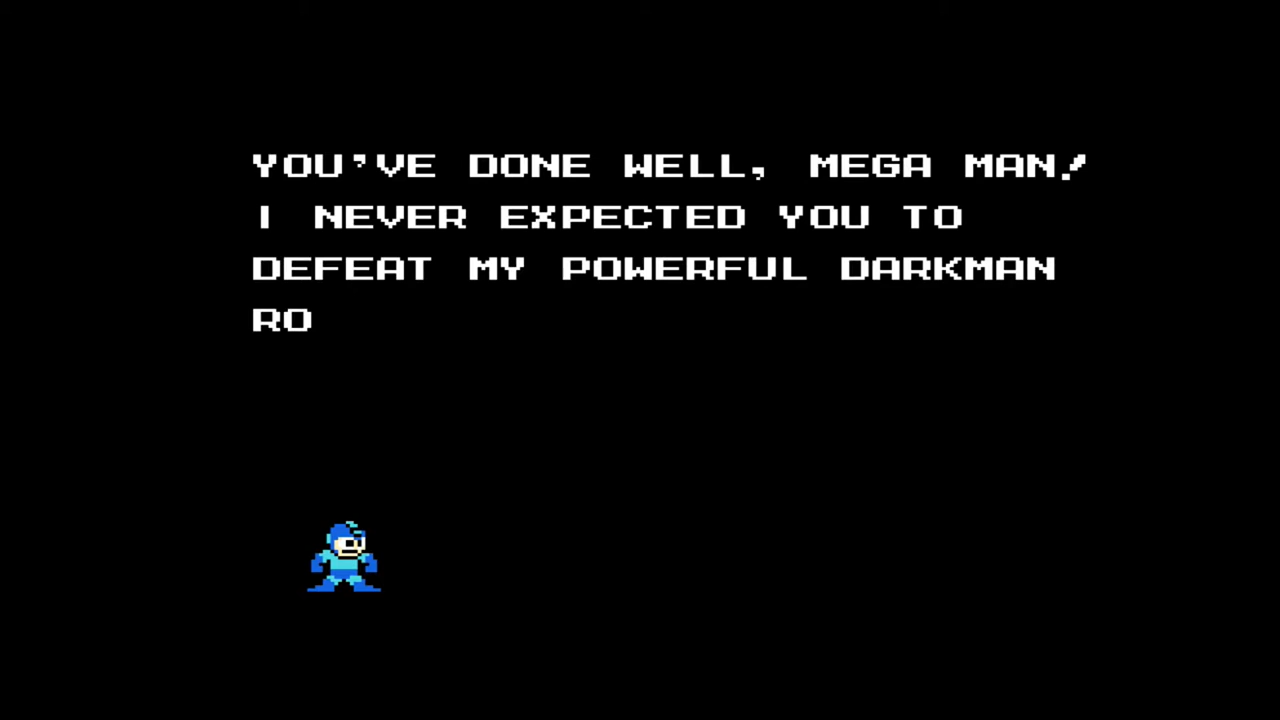 YOU'VE DONE WELL, MEGA MAN!
I NEVER EXPECTED YOU TO
DEFEAT MY POWERFUL DARKMAN
RO